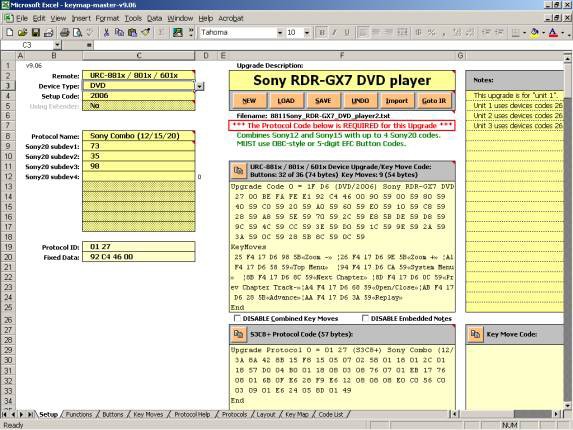 Microsoft Excel - keymap-master-v9.06
File Edit View Insert Format Tools Data Window Help Acrobat
Tahoma 10 B I U
C3 =
A B C D E F G
v9.06 Upgrade Description:
Remote: URC-881x / 801x / 601x Sony RDR-GX7 DVD player Notes:
Device Type: DVD
Setup Code: 2006 NEW LOAD SAVE UNDO Import Goto IR This upgrade is for "unit 1".
Using Extender: No Unit 1 uses devices codes 26
Filename: 8811Sony_RDR-GX7_DVD_player2.txt Unit 2 uses devices codes 26
*** The Protocol Code below is REQUIRED for this Upgrade *** Unit 3 uses devices codes 26
Protocol Name: Sony Combo (12/15/20) Combines Sony12 and Sony15 with up to 4 Sony20 codes.
Sony20 subdev1: 73 MUST use OBC-style or 5-digit EFC Button Codes.
Sony20 subdev2: 35
Sony20 subdev3: 98 URC-881x / 801x / 601x Device Upgrade/Key Move Code:
Sony20 subdev4: 0 Buttons: 32 of 36 (74 bytes) Key Moves: 9 (54 bytes)
Upgrade Code 0 = 1F D6 (DVD/2006) Sony RDR-GX7 DVD
27 00 BE FA FE E1 92 C4 46 00 90 59 00 59 80 59
40 59 C0 59 20 59 A0 59 60 59 E0 59 10 59 C8 59
28 59 A8 59 5E 59 70 59 2C 59 E8 5B DE 59 D8 59
9C 59 4C 59 CC 59 3E 59 D0 59 1C 59 9E 59 2A 59
3A 59 0C 59 28 5B 8C 59 0C 59
Protocol ID: 01 27 KeyMoves
Fixed Data: 92 C4 46 00 25 F4 17 D6 98 5B«Zoom -» ¦26 F4 17 D6 9E 5B«Zoom +» ¦A1
F4 17 D6 58 59«Top Menu» ¦94 F4 17 D6 CA 59«System Menu
» ¦8B F4 17 D6 8C 59«Next Chapter» ¦8D F4 17 D6 0C 59«Pr
ev Chapter Track-»¦A4 F4 17 D6 68 59«Open/Close»¦AB F4 17
D6 28 5B«Advance»¦AA F4 17 D6 3A 59«Replay»
End
DISABLE Combined Key Moves DISABLE Embedded Notes
S3C8+ Protocol Code (57 bytes): Key Move Code:
Upgrade Protocol 0 = 01 27 (S3C8+) Sony Combo (12/
3A 8A 42 8B 15 F8 15 05 07 02 58 01 18 01 2C 01
18 57 D0 04 B0 01 18 08 03 08 76 07 01 EB 17 76
08 01 6B 0F E6 28 F9 E6 12 08 08 08 E0 C0 56 C0
03 09 01 E6 24 05 8D 01 49
End
Setup Functions Buttons Key Moves Protocol Help Protocols Layout Key Map Code List
Ready NUM